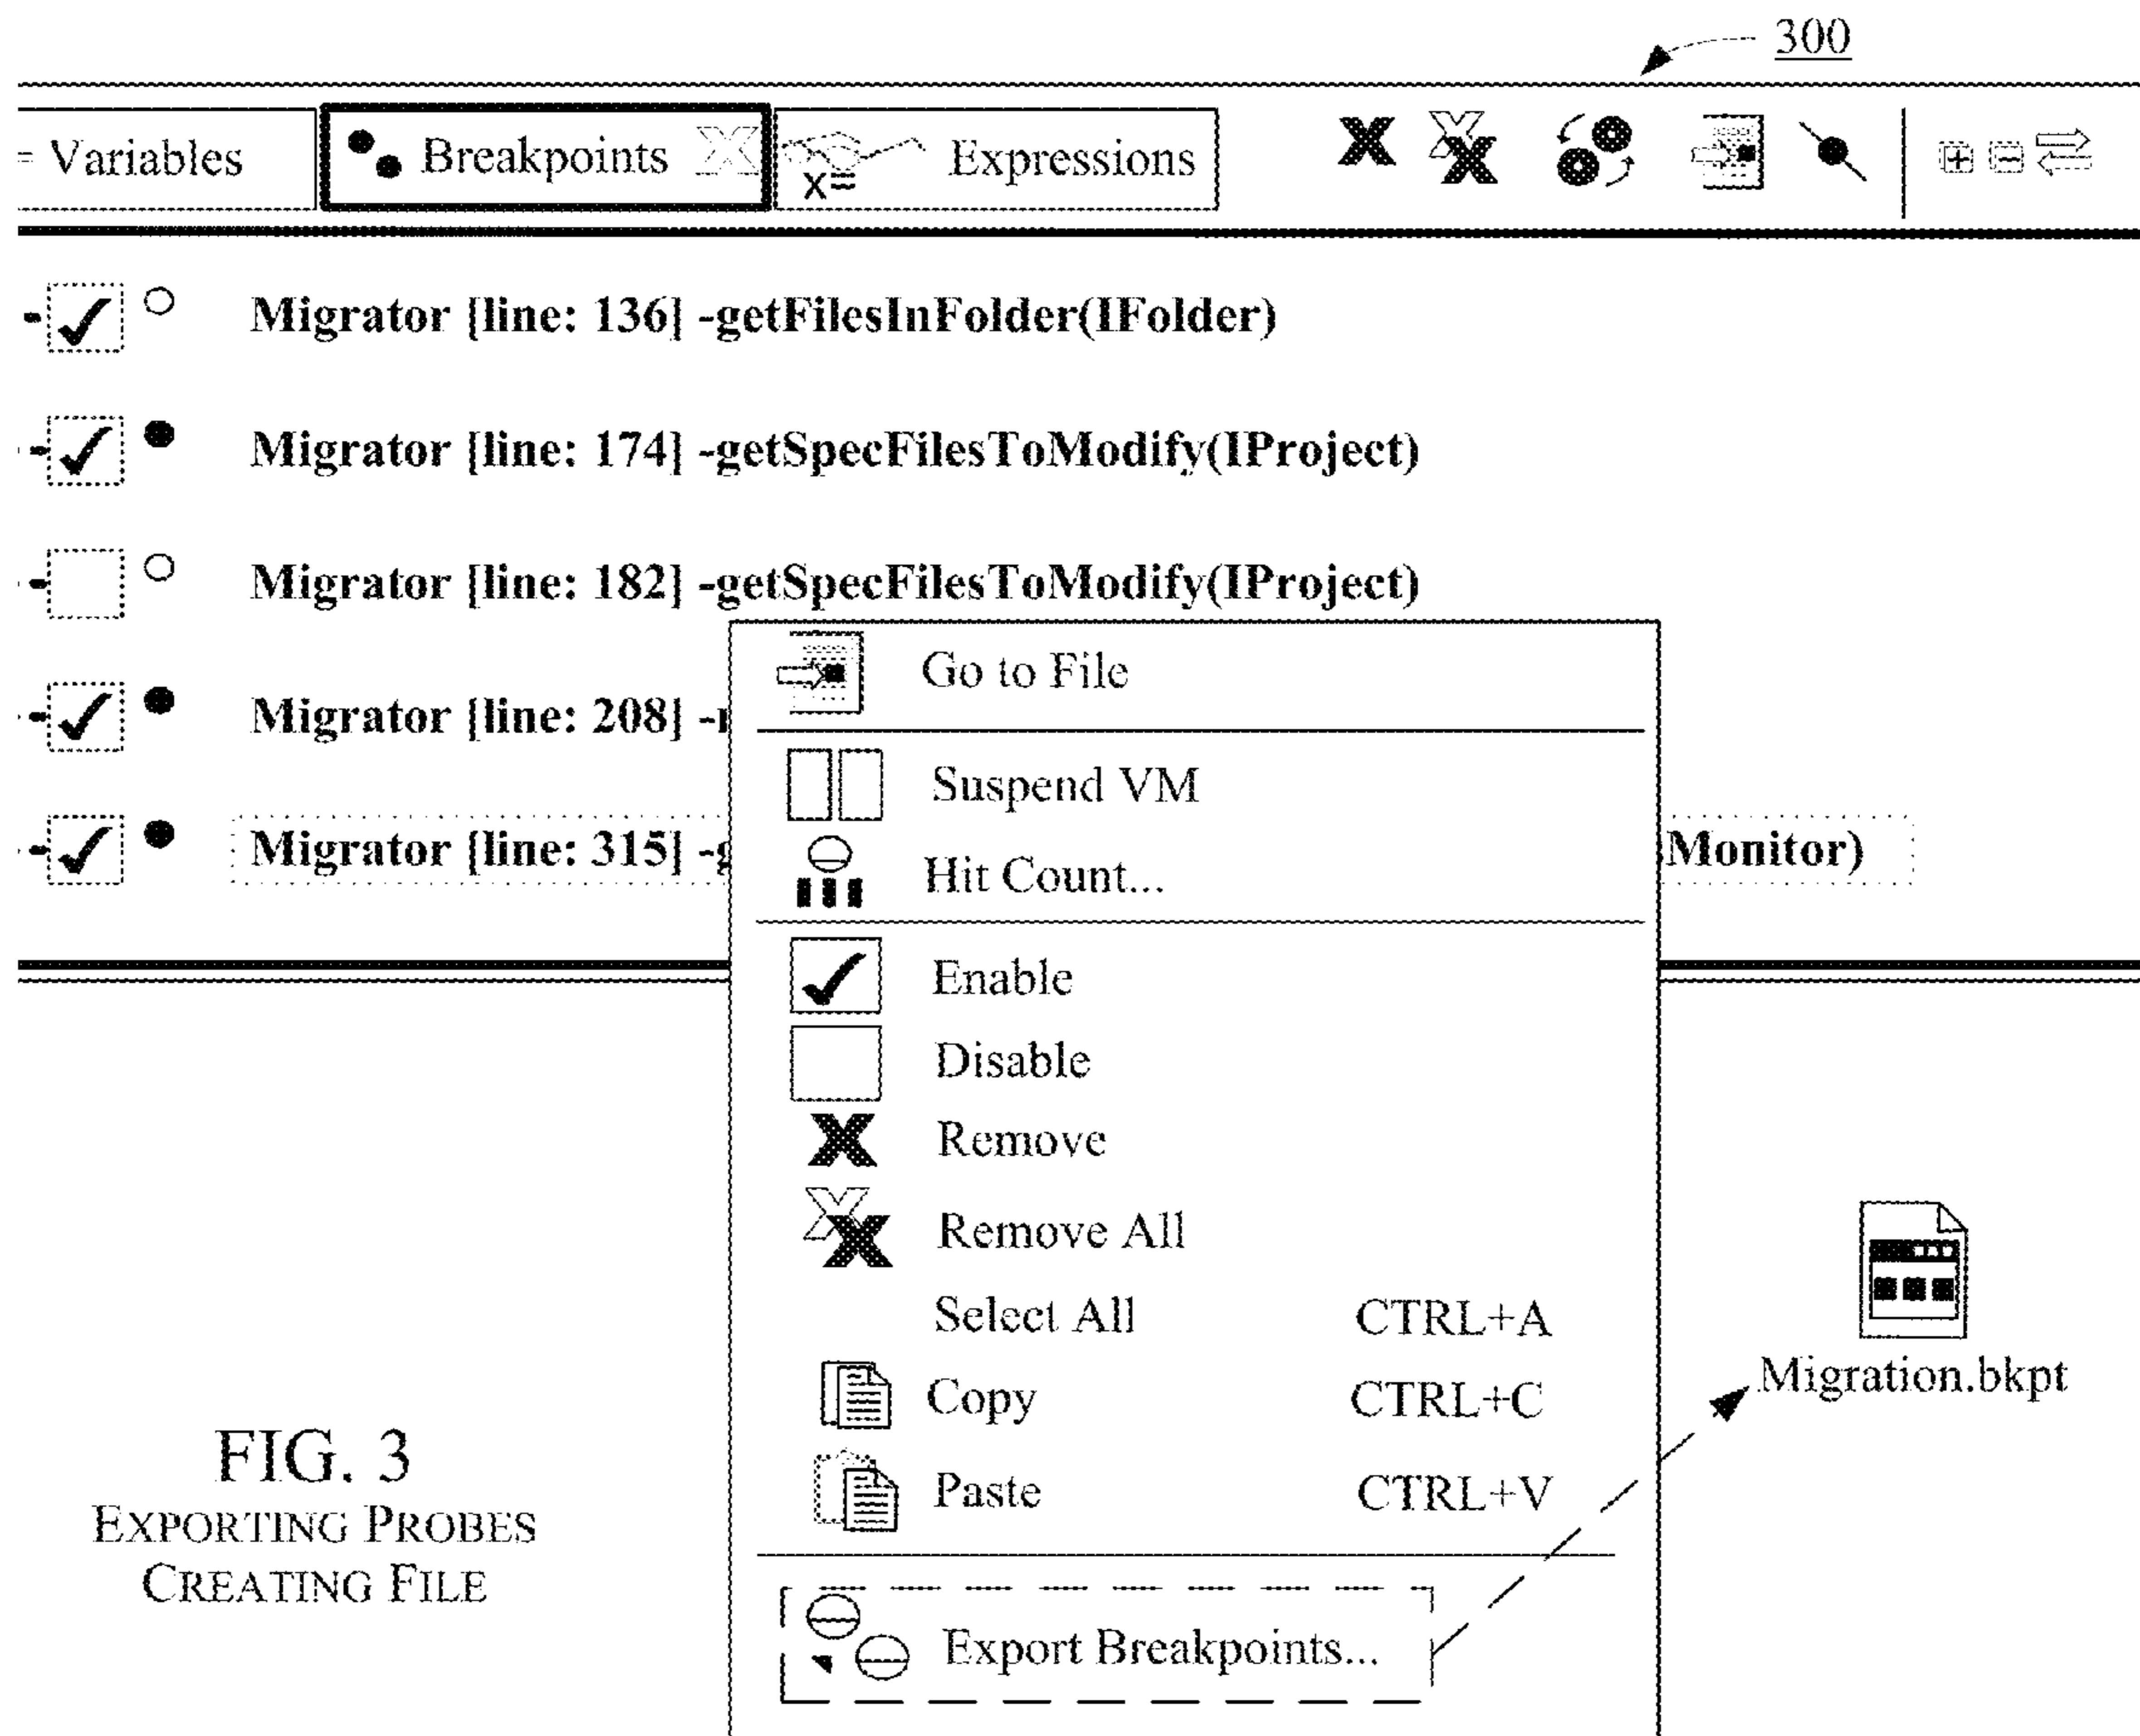 300
= Variables
Breakpoints
x=
Expressions
Migrator [line: 136] -getFilesInFolder(IFolder)
Migrator [line: 174] -getSpecFilesToModify(IProject)
Migrator [line: 182] -getSpecFilesToModify(IProject)
Migrator [line: 208]
Migrator [line: 315] -g
Monitor)
Go to File
Suspend VM
Hit Count...
Enable
Disable
Remove
Remove All
Select All CTRL+A
Copy CTRL+C
Paste CTRL+V
Export Breakpoints...
Migration.bkpt
FIG. 3
EXPORTING PROBES
CREATING FILE